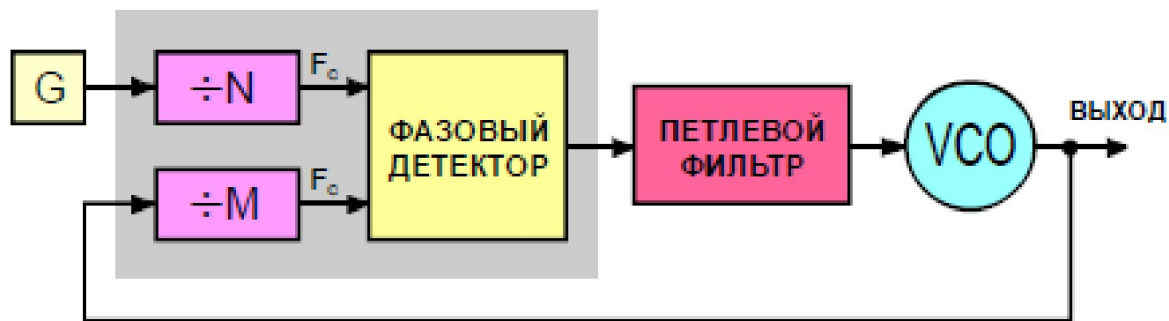 G
÷N
Fc
ФАЗОВЫЙ
ДЕТЕКТОР
ПЕТЛЕВОЙ
ФИЛЬТР
VCO
ВЫХОД
÷M
Fc